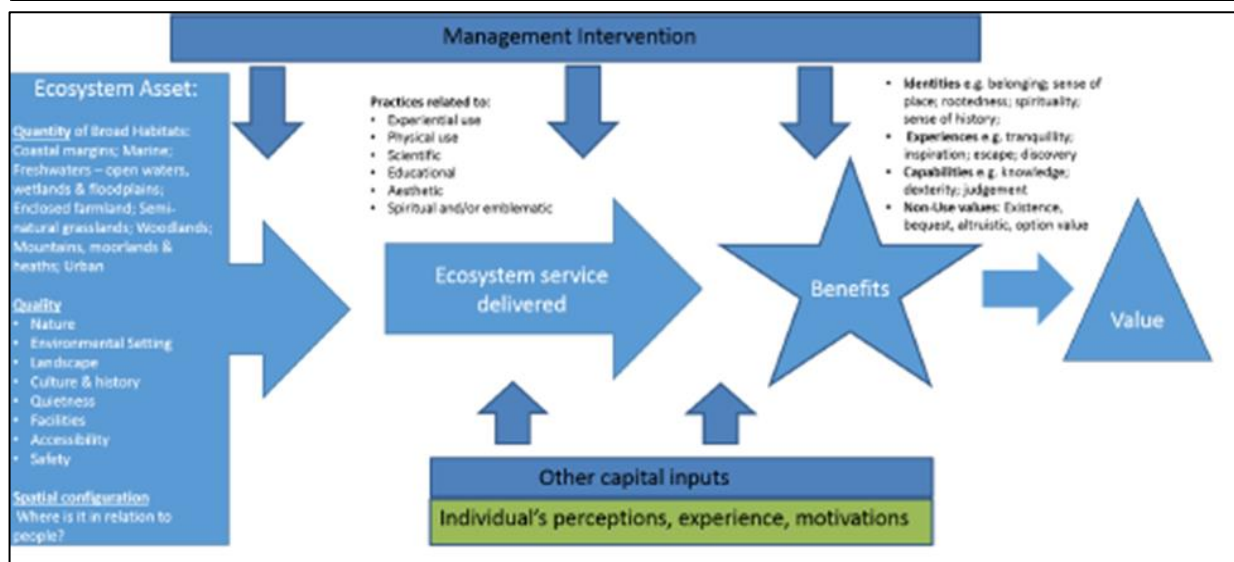 Management Intervention
Ecosystem Asset:
Quantity of Broad Habitats:
Coastal margins; Marine;
Freshwaters – open waters,
wetlands & floodplains;
Enclosed farmland; Semi-
natural grasslands; Woodlands;
Mountains, moorlands &
heaths; Urban
Quality
• Nature
• Environmental Setting
• Landscape
• Culture & history
• Quietness
• Facilities
• Accessibility
• Safety
Spatial configuration
Where is it in relation to
people?
Practices related to:
• Experiential use
• Physical use
• Scientific
• Educational
• Aesthetic
• Spiritual and/or emblematic
Ecosystem service
delivered
• Identities e.g. belonging; sense of
place; rootedness; spirituality;
sense of history;
• Experiences e.g. tranquillity;
inspiration; escape; discovery
• Capabilities e.g. knowledge;
dexterity; judgement
• Non-Use values: Existence,
bequest, altruistic, option value
Benefits
Value
Other capital inputs
Individual's perceptions, experience, motivations